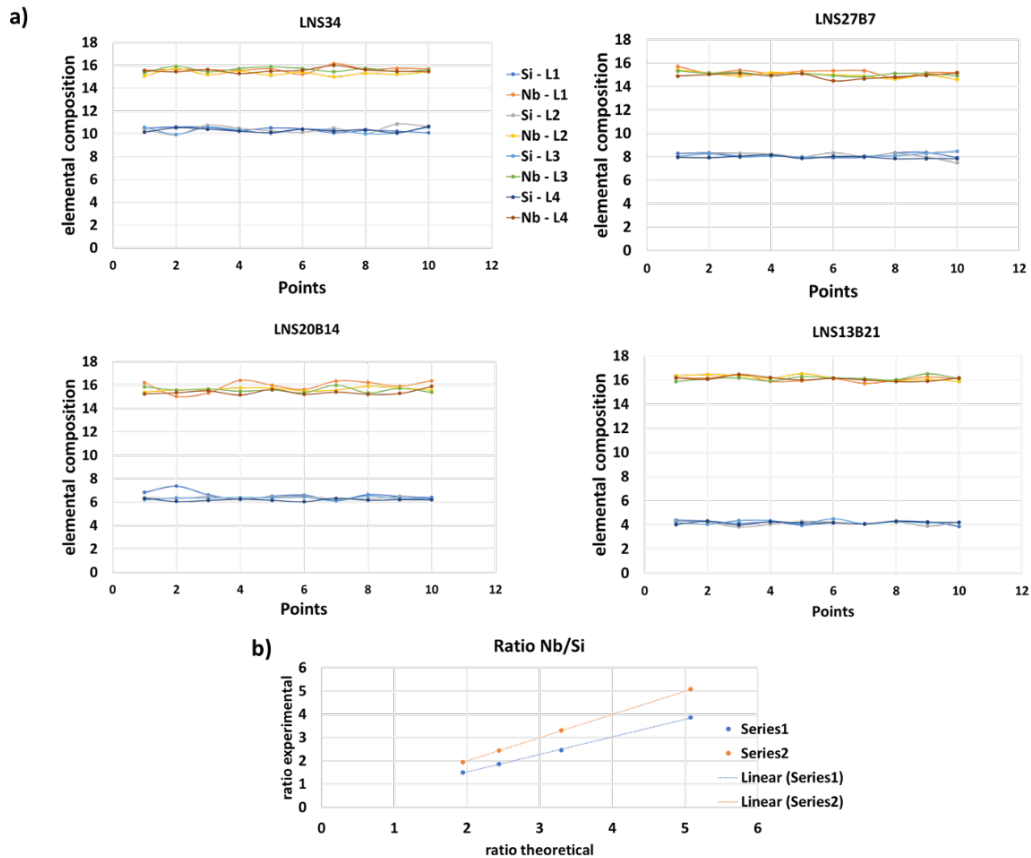 a)
LNS34
18
16
14
12
10
8
6
4
2
0
0 2 4 6 8 10 12
elemental composition
Points
Si - L1
Nb - L1
Si - L2
Nb - L2
Si - L3
Nb - L3
Si - L4
Nb - L4
LNS27B7
18
16
14
12
10
8
6
4
2
0
0 2 4 6 8 10 12
elemental composition
Points
LNS20B14
18
16
14
12
10
8
6
4
2
0
0 2 4 6 8 10 12
elemental composition
Points
LNS13B21
18
16
14
12
10
8
6
4
2
0
0 2 4 6 8 10 12
elemental composition
Points
b)
Ratio Nb/Si
6
5
4
3
2
1
0
0 1 2 3 4 5 6
ratio experimental
ratio theoretical
Series1
Series2
Linear (Series1)
Linear (Series2)